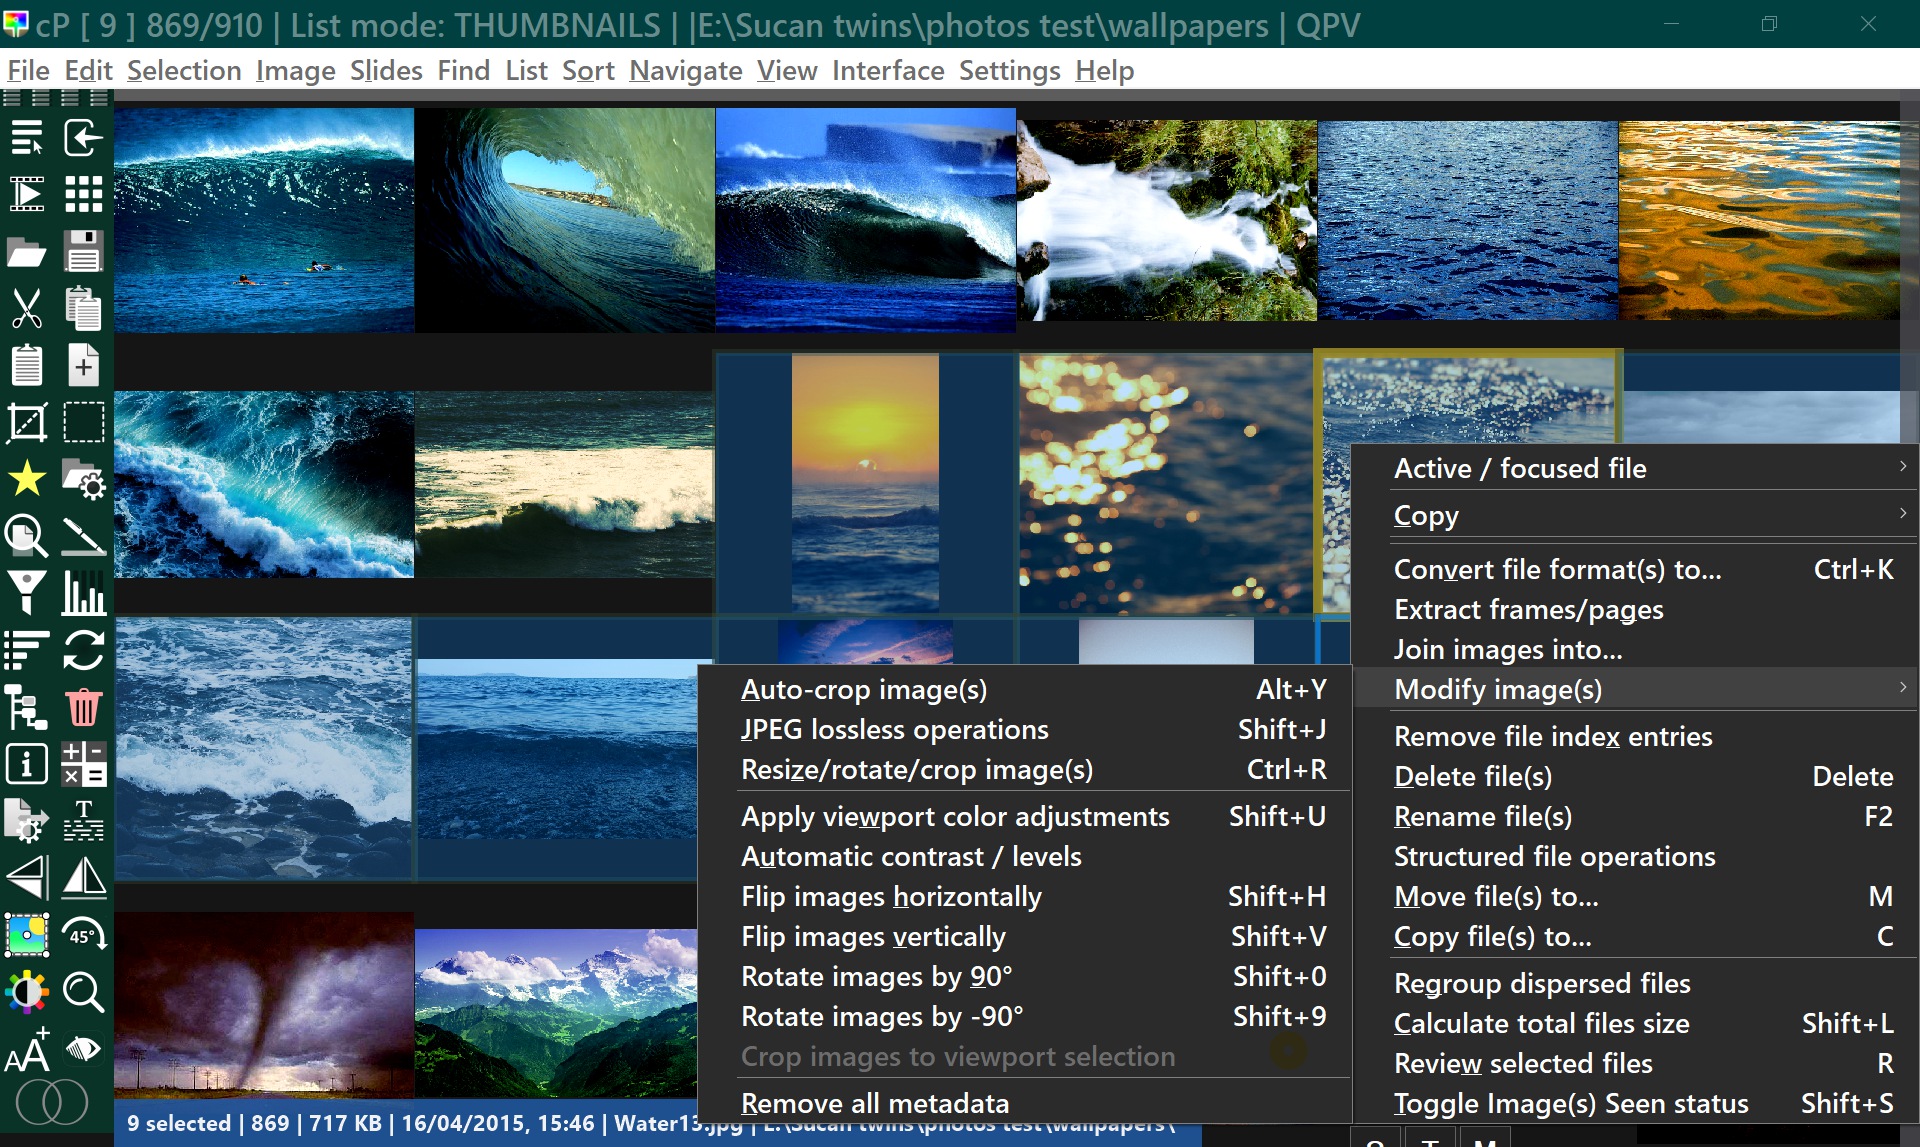 cP [ 9 ] 869/910 | List mode: THUMBNAILS | |E:\Sucan twins\photos test\wallpapers | QPV
File Edit Selection Image Slides Find List Sort Navigate View Interface Settings Help
Active / focused file
Copy
Convert file format(s) to... Ctrl+K
Extract frames/pages
Join images into...
Modify image(s)
Remove file index entries
Delete file(s) Delete
Rename file(s) F2
Structured file operations
Move file(s) to... M
Copy file(s) to... C
Regroup dispersed files
Calculate total files size Shift+L
Review selected files R
Toggle Image(s) Seen status Shift+S
Auto-crop image(s) Alt+Y
JPEG lossless operations Shift+J
Resize/rotate/crop image(s) Ctrl+R
Apply viewport color adjustments Shift+U
Automatic contrast / levels
Flip images horizontally Shift+H
Flip images vertically Shift+V
Rotate images by 90° Shift+0
Rotate images by -90° Shift+9
Crop images to viewport selection
Remove all metadata
45°
9 selected | 869 | 717 KB | 16/04/2015, 15:46 | Water13.jpg | E:\Sucan twins\photos test\wallpapers\